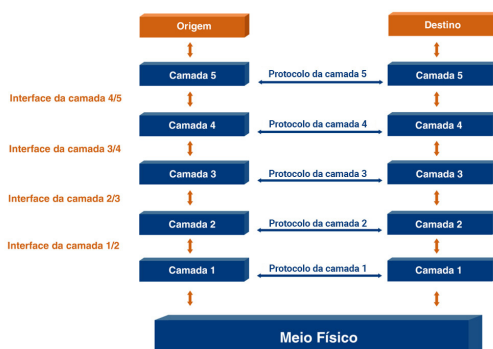 Origem
Destino
Camada 5
Protocolo da camada 5
Camada 5
Interface da camada 4/5
Camada 4
Protocolo da camada 4
Camada 4
Interface da camada 3/4
Camada 3
Protocolo da camada 3
Camada 3
Interface da camada 2/3
Camada 2
Protocolo da camada 2
Camada 2
Interface da camada 1/2
Camada 1
Protocolo da camada 1
Camada 1
Meio Físico